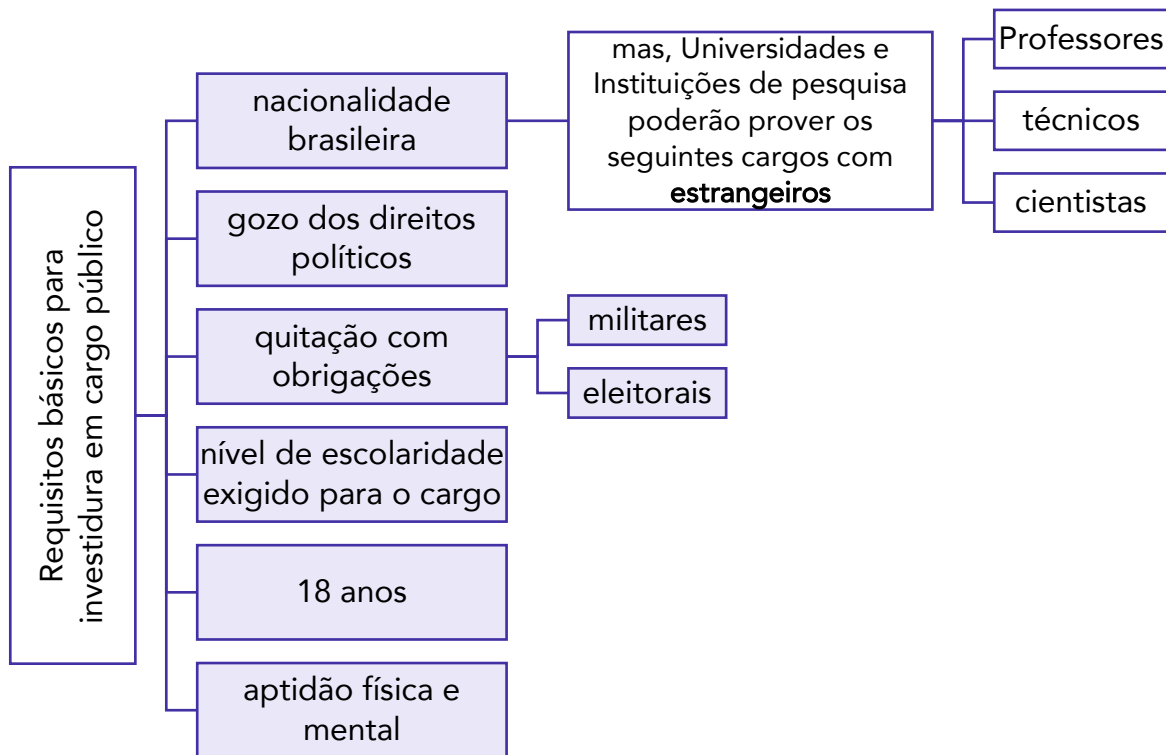 Requisitos básicos para
investidura em cargo público
nacionalidade
brasileira
mas, Universidades e
Instituições de pesquisa
poderão prover os
seguintes cargos com
estrangeiros
Professores
técnicos
cientistas
gozo dos direitos
políticos
quitação com
obrigações
militares
eleitorais
nível de escolaridade
exigido para o cargo
18 anos
aptidão física e
mental